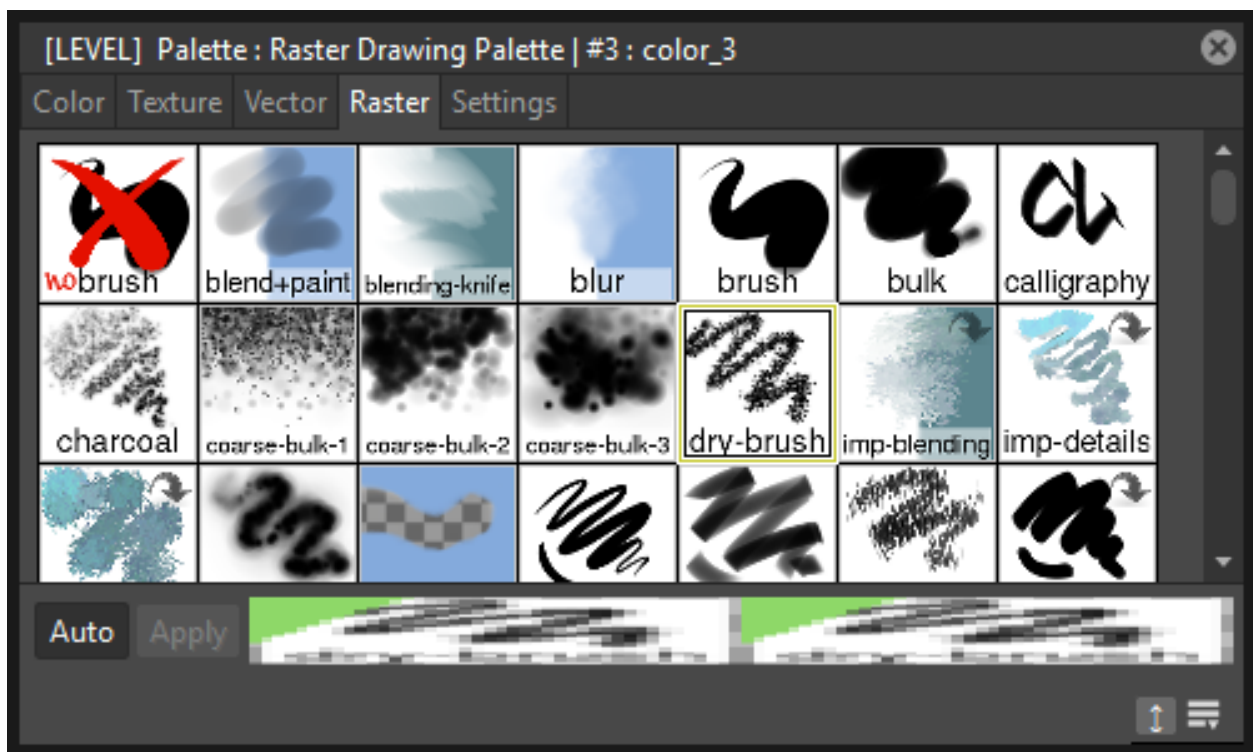 [LEVEL] Palette : Raster Drawing Palette | #3 : color_3
Color Texture Vector Raster Settings
no brush blend+paint blending-knife blur brush bulk calligraphy
charcoal coarse-bulk-1 coarse-bulk-2 coarse-bulk-3 dry-brush imp-blending imp-details
Auto Apply